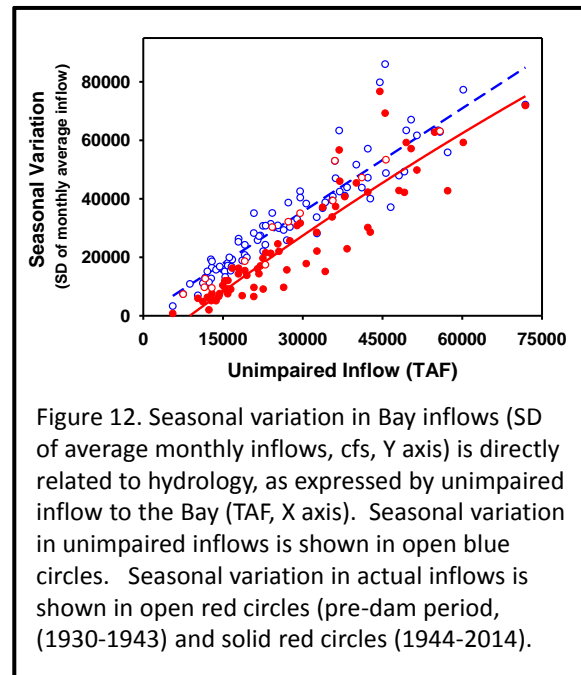 80000
60000
40000
20000
0
Seasonal Variation
(SD of monthly average inflow)
0 15000 30000 45000 60000 75000
Unimpaired Inflow (TAF)
Figure 12. Seasonal variation in Bay inflows (SD
of average monthly inflows, cfs, Y axis) is directly
related to hydrology, as expressed by unimpaired
inflow to the Bay (TAF, X axis).  Seasonal variation
in unimpaired inflows is shown in open blue
circles.   Seasonal variation in actual inflows is
shown in open red circles (pre-dam period,
(1930-1943) and solid red circles (1944-2014).